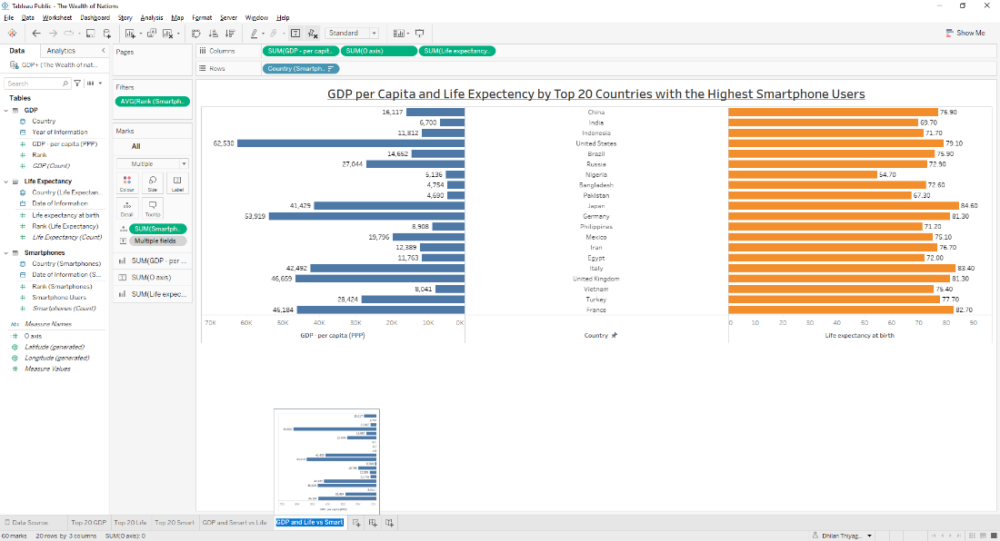 Tableau Public - The Wealth of Nations
File Data Worksheet Dashboard Story Analysis Map Format Server Window Help
Standard
Show Me
Data Analytics
GDP+ (The Wealth of nat...
Search
Tables
GDP
Country
Year of Information
GDP - per capita (PPP)
Rank
GDP (Count)
Life Expectancy
Country (Life Expectan...
Date of Information
Life expectancy at birth
Rank (Life Expectancy)
Life Expectancy (Count)
Smartphones
Country (Smartphones)
Date of Information (S...
Rank (Smartphones)
Smartphone Users
Smartphones (Count)
Abc Measure Names
0 axis
Latitude (generated)
Longitude (generated)
Measure Values
Pages
Filters
AVG(Rank (Smartph..
Marks
All
Multiple
Colour Size Label
Detail Tooltip
SUM(Smartph..
Multiple fields
SUM(GDP - per ...
SUM(0 axis)
SUM(Life expec...
Columns SUM(GDP - per capit.. SUM(0 axis) SUM(Life expectancy..
Rows Country (Smartph..
GDP per Capita and Life Expectency by Top 20 Countries with the Highest Smartphone Users
16,117 China 76.90
6,700 India 69.70
11,812 Indonesia 71.70
62,530 United States 79.10
14,652 Brazil 75.90
27,044 Russia 72.90
5,136 Nigeria 54.70
4,754 Bangladesh 72.60
4,690 Pakistan 67.30
41,429 Japan 84.60
53,919 Germany 81.30
8,908 Philippines 71.20
19,796 Mexico 75.10
12,389 Iran 76.70
11,763 Egypt 72.00
42,492 Italy 83.40
46,659 United Kingdom 81.30
8,041 Vietnam 75.40
28,424 Turkey 77.70
46,184 France 82.70
70K 60K 50K 40K 30K 20K 10K 0K 0 10 20 30 40 50 60 70 80 90
GDP - per capita (PPP) Country Life expectancy at birth
Data Source Top 20 GDP Top 20 Life Top 20 Smart GDP and Smart vs Life GDP and Life vs Smart
60 marks 20 rows by 3 columns SUM(0 axis): 0 Dhilan Thiyag...